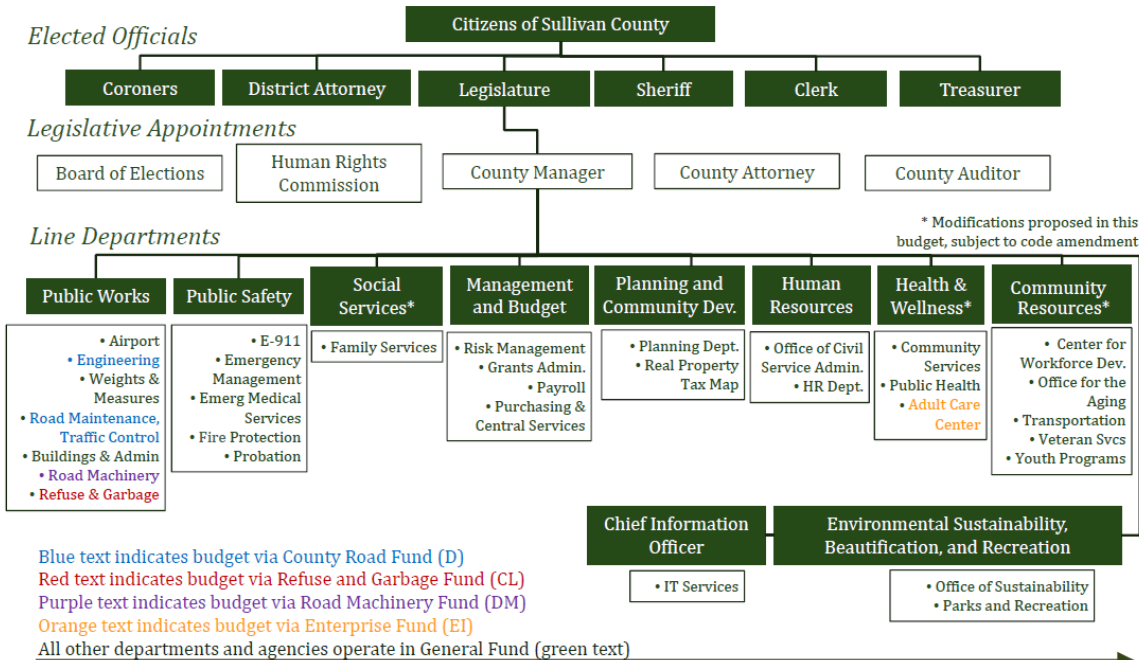 Citizens of Sullivan County
Elected Officials
Coroners
District Attorney
Legislature
Sheriff
Clerk
Treasurer
Legislative Appointments
Board of Elections
Human Rights
Commission
County Manager
County Attorney
County Auditor
* Modifications proposed in this
budget, subject to code amendment
Line Departments
Public Works
• Airport
• Engineering
• Weights &
Measures
• Road Maintenance,
Traffic Control
• Buildings & Admin
• Road Machinery
• Refuse & Garbage
Public Safety
• E-911
• Emergency
Management
• Emerg Medical
Services
• Fire Protection
• Probation
Social
Services*
• Family Services
Management
and Budget
• Risk Management
• Grants Admin.
• Payroll
• Purchasing &
Central Services
Planning and
Community Dev.
• Planning Dept.
• Real Property
Tax Map
Human
Resources
• Office of Civil
Service Admin.
• HR Dept.
Health &
Wellness*
• Community
Services
• Public Health
• Adult Care
Center
Community
Resources*
• Center for
Workforce Dev.
• Office for the
Aging
• Transportation
• Veteran Svcs
• Youth Programs
Chief Information
Officer
• IT Services
Environmental Sustainability,
Beautification, and Recreation
• Office of Sustainability
• Parks and Recreation
Blue text indicates budget via County Road Fund (D)
Red text indicates budget via Refuse and Garbage Fund (CL)
Purple text indicates budget via Road Machinery Fund (DM)
Orange text indicates budget via Enterprise Fund (EI)
All other departments and agencies operate in General Fund (green text)